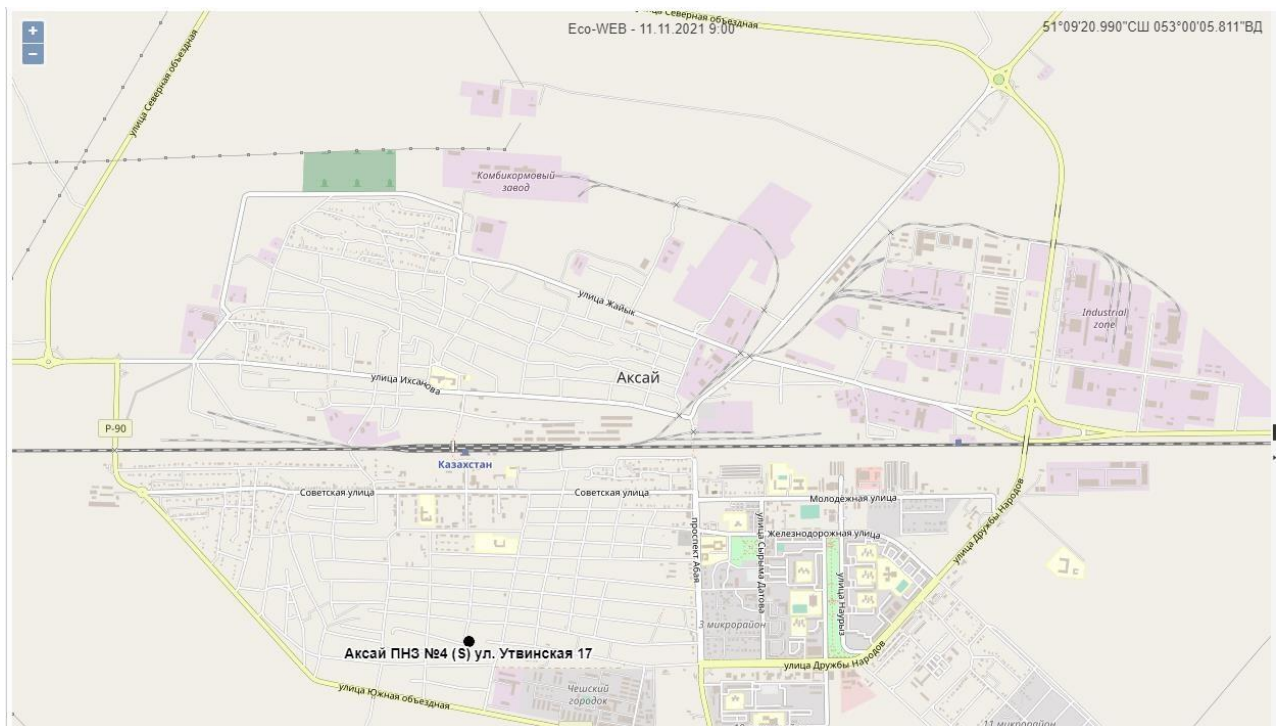 +
−
улица Северная объездная
Eco-WEB - 11.11.2021 9:00
51°09'20.990"СШ 053°00'05.811"ВД
улица Северная объездная
Комбикормовый
завод
улица Жайык
Industrial
zone
Аксай
улица Ихсанова
Р-90
Казахстан
Советская улица
Советская улица
Молодёжная улица
проспект Абая
улица Сырыма Датова
Железнодорожная улица
улица Дружбы Народов
улица Наурыз
3 микрорайон
Аксай ПНЗ №4 (S) ул. Утвинская 17
улица Дружбы Народов
улица Южная объездная
Чешский
городок
11 микрорайон